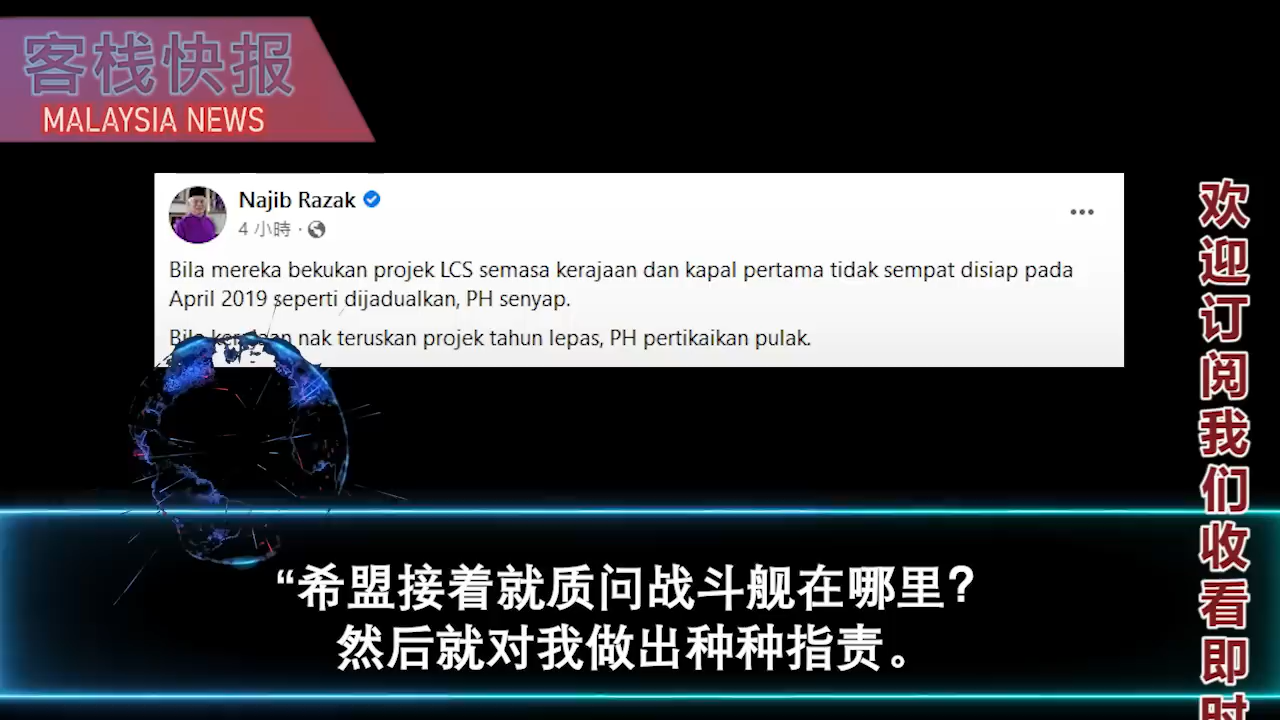 客栈快报
MALAYSIA NEWS
Najib Razak
4 小時 ·
Bila mereka bekukan projek LCS semasa kerajaan dan kapal pertama tidak sempat disiap pada
April 2019 seperti dijadualkan, PH senyap.
Bila kerajaan nak teruskan projek tahun lepas, PH pertikaikan pulak.
“希盟接着就质问战斗舰在哪里?
然后就对我做出种种指责。
欢迎订阅我们收看即时